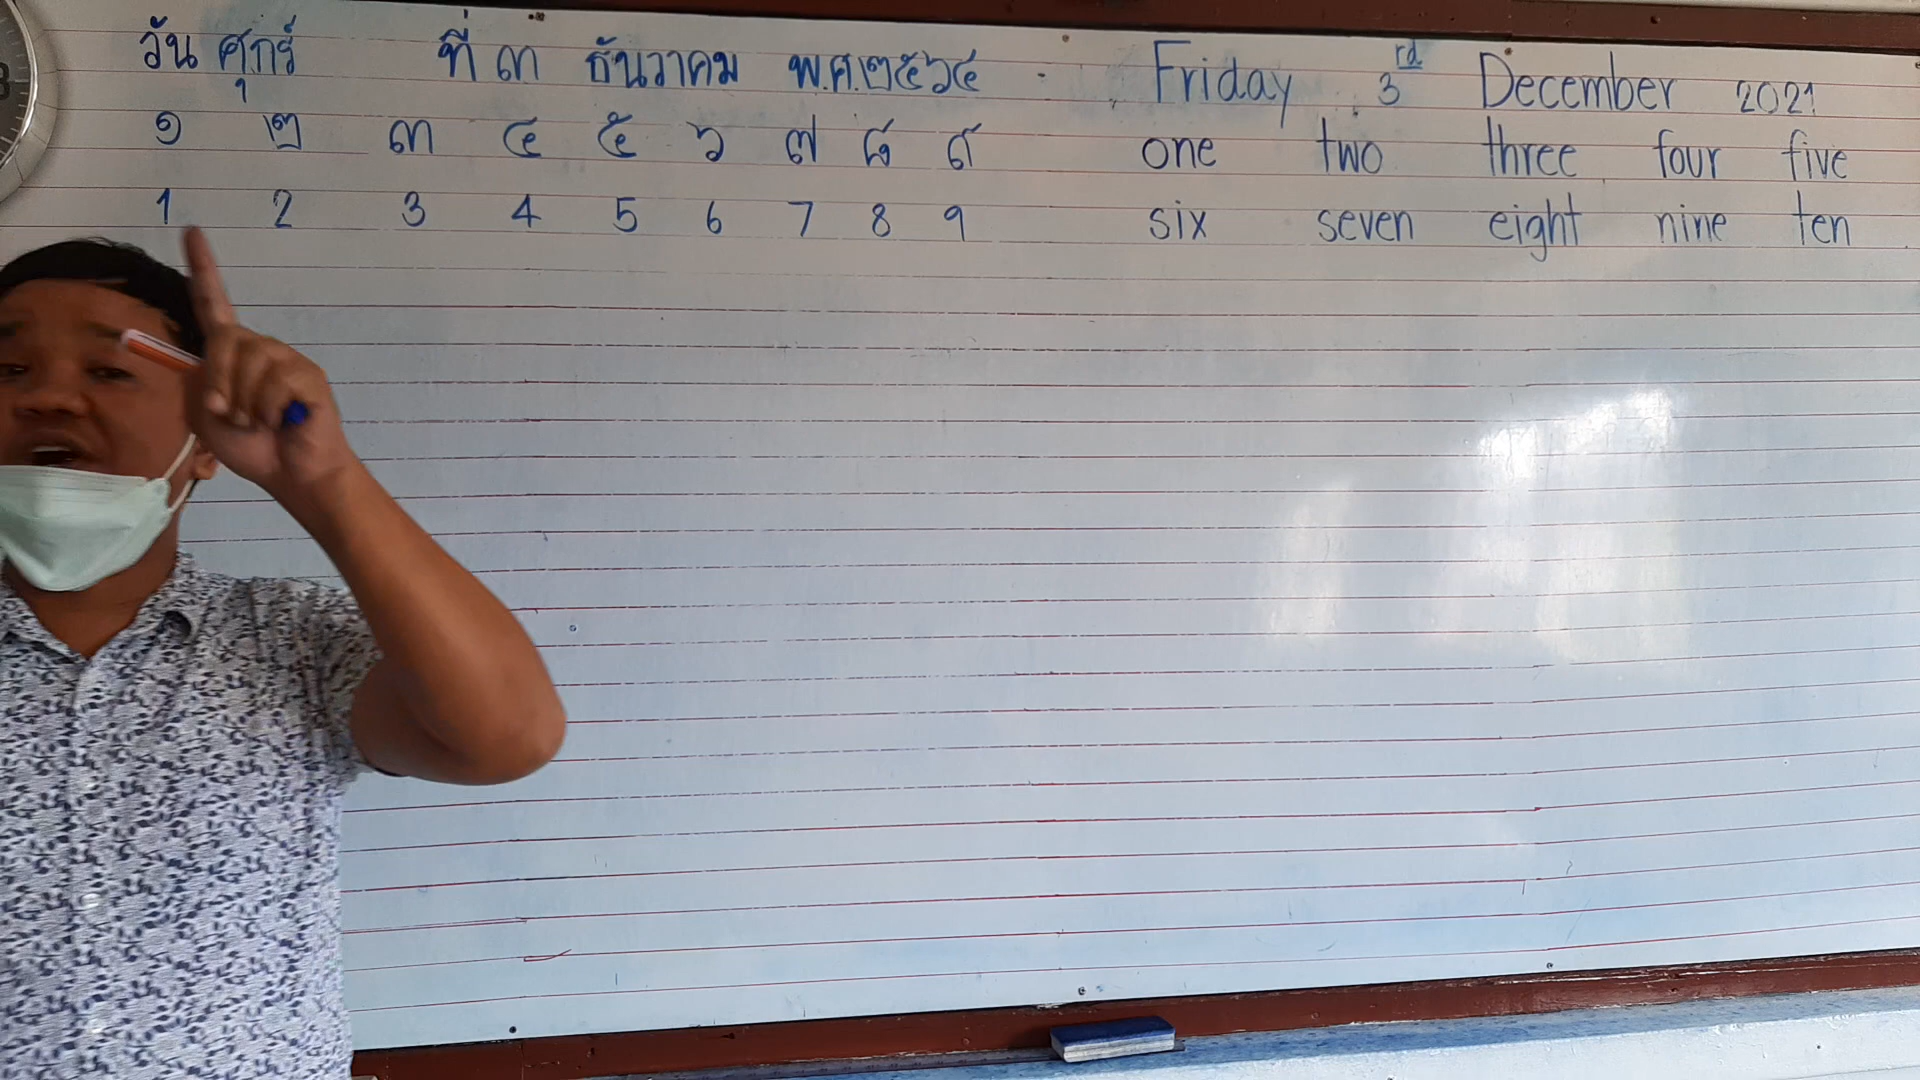 วัน ศุกร์ ที่ ๓ ธันวาคม พ.ศ.๒๕๖๔ Friday 3rd December 2021
๑ ๒ ๓ ๔ ๕ ๖ ๗ ๘ ๙ one two three four five
1 2 3 4 5 6 7 8 9 six seven eight nine ten